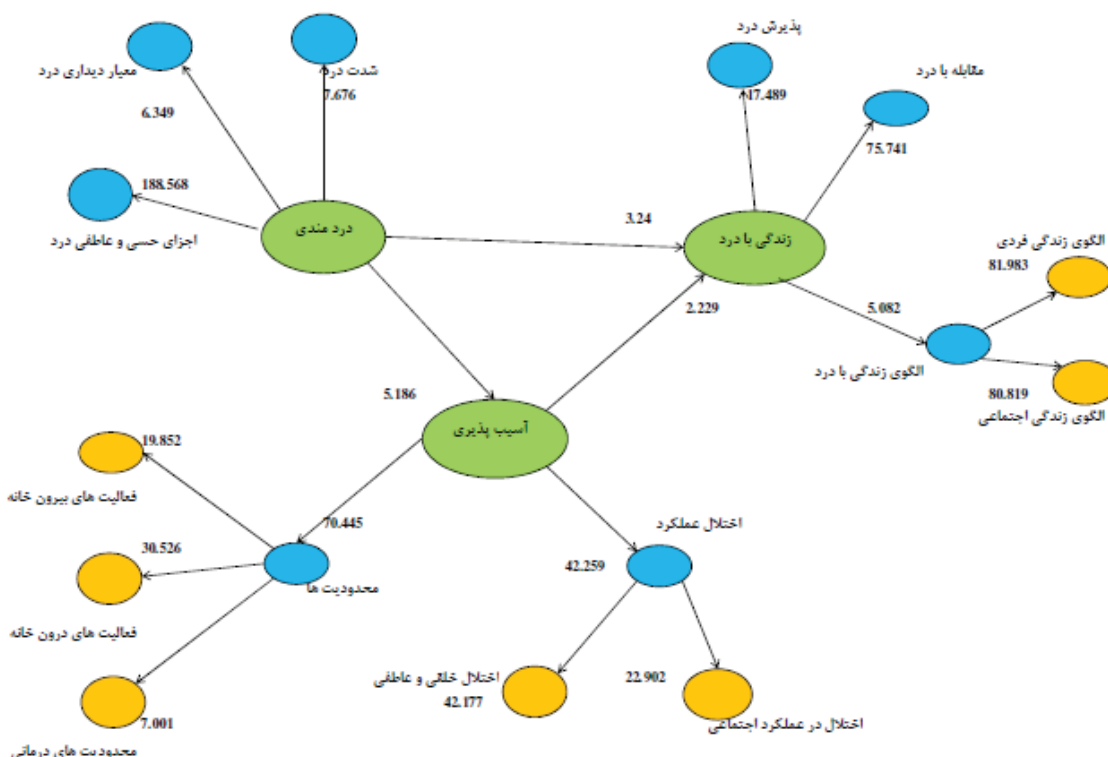 پذیرش درد
17.489
مقابله با درد
75.741
شدت درد
7.676
معیار دیداری درد
6.349
188.568
اجزای حسی و عاطفی درد
درد مندی
3.24
زندگی با درد
الگوی زندگی فردی
81.983
5.082
2.229
الگوی زندگی با درد
80.819
الگوی زندگی اجتماعی
5.186
آسیب پذیری
19.852
فعالیت های بیرون خانه
70.445
اختلال عملکرد
42.259
30.526
محدودیت ها
فعالیت های درون خانه
اختلال خلقی و عاطفی
42.177
22.902
اختلال در عملکرد اجتماعی
7.001
محدودیت های درمانی